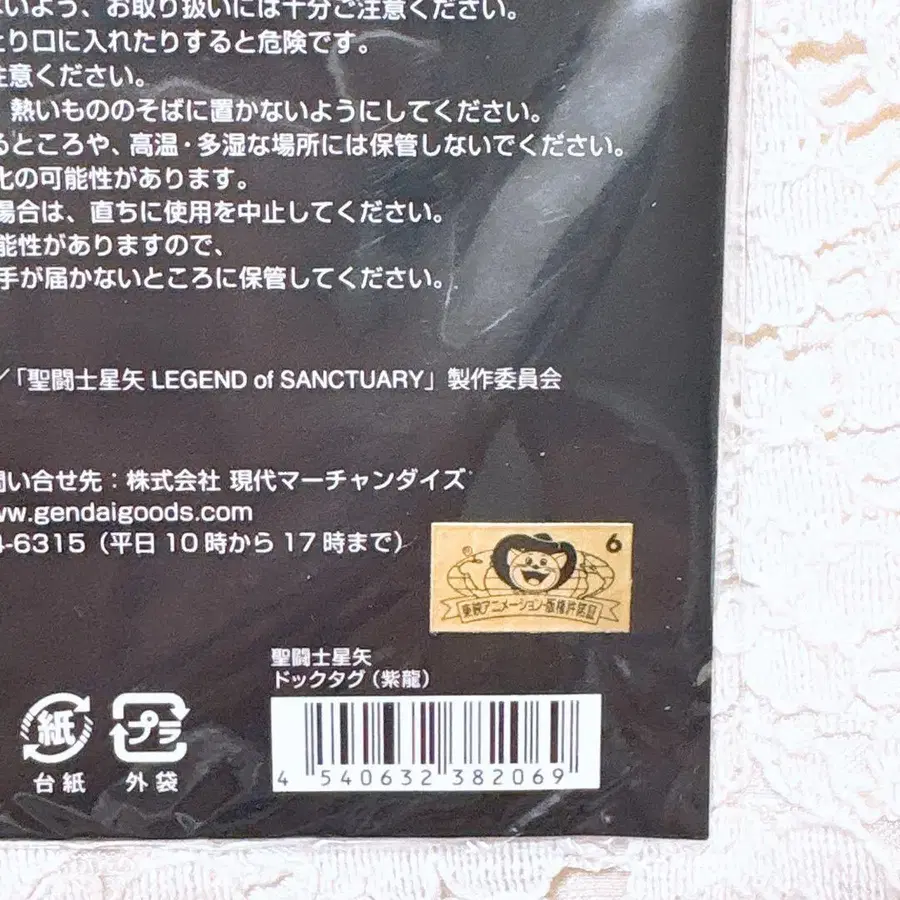 いよう、お取り扱いには十分ご注意ください。
とり口に入れたりすると危険です。
注意ください。
熱いもののそばに置かないようにしてください。
るところや、高温・多湿な場所には保管しないでください。
化の可能性があります。
場合は、直ちに使用を中止してください。
能性がありますので、
手が届かないところに保管してください。
／「聖闘士星矢 LEGEND of SANCTUARY」製作委員会
問い合せ先：株式会社 現代マーチャンダイズ
ww.gendaigoods.com
4-6315（平日10時から17時まで）
6
東映アニメーション・版権許諾証
聖闘士星矢
ドックタグ（紫龍）
紙
台紙
プラ
外袋
4 540632 382069